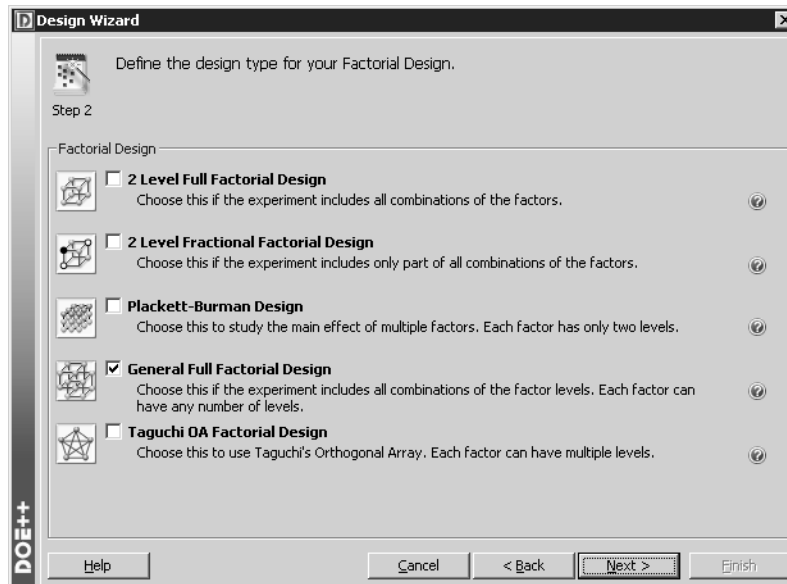 Design Wizard
Define the design type for your Factorial Design.
Step 2
Factorial Design
2 Level Full Factorial Design
Choose this if the experiment includes all combinations of the factors.
2 Level Fractional Factorial Design
Choose this if the experiment includes only part of all combinations of the factors.
Plackett-Burman Design
Choose this to study the main effect of multiple factors. Each factor has only two levels.
General Full Factorial Design
Choose this if the experiment includes all combinations of the factor levels. Each factor can
have any number of levels.
Taguchi OA Factorial Design
Choose this to use Taguchi's Orthogonal Array. Each factor can have multiple levels.
DOE++
Help
Cancel
< Back
Next >
Finish